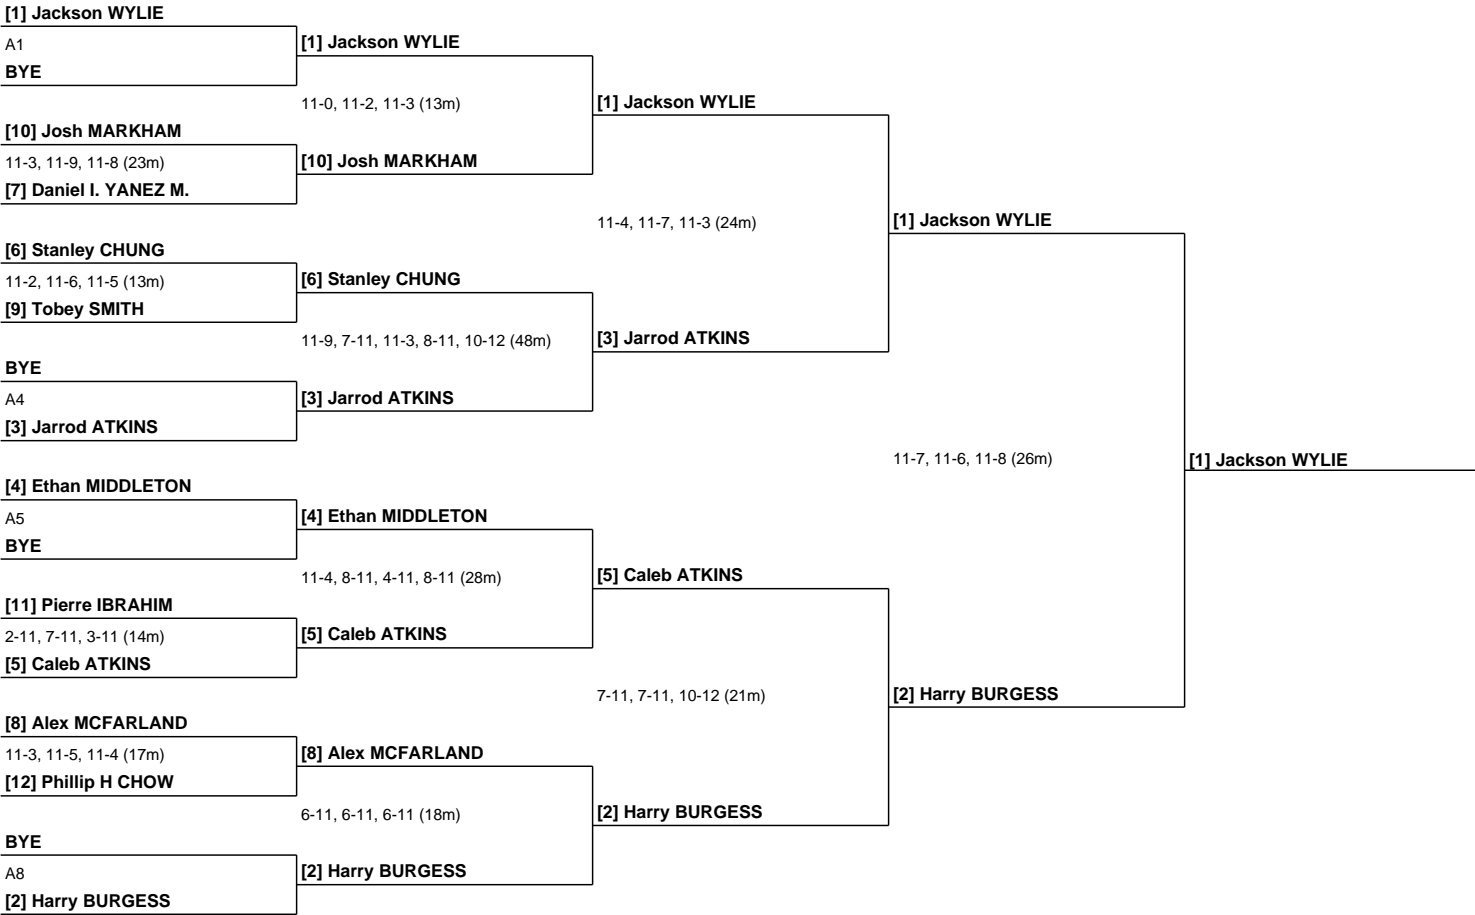 [1] Jackson WYLIE
A1
BYE
[10] Josh MARKHAM
11-3, 11-9, 11-8 (23m)
[7] Daniel I. YANEZ M.
[6] Stanley CHUNG
11-2, 11-6, 11-5 (13m)
[9] Tobey SMITH
BYE
A4
[3] Jarrod ATKINS
[4] Ethan MIDDLETON
A5
BYE
[11] Pierre IBRAHIM
2-11, 7-11, 3-11 (14m)
[5] Caleb ATKINS
[8] Alex MCFARLAND
11-3, 11-5, 11-4 (17m)
[12] Phillip H CHOW
BYE
A8
[2] Harry BURGESS
[1] Jackson WYLIE
11-0, 11-2, 11-3 (13m)
[10] Josh MARKHAM
[6] Stanley CHUNG
11-9, 7-11, 11-3, 8-11, 10-12 (48m)
[3] Jarrod ATKINS
[4] Ethan MIDDLETON
11-4, 8-11, 4-11, 8-11 (28m)
[5] Caleb ATKINS
[8] Alex MCFARLAND
6-11, 6-11, 6-11 (18m)
[2] Harry BURGESS
[1] Jackson WYLIE
11-4, 11-7, 11-3 (24m)
[3] Jarrod ATKINS
[5] Caleb ATKINS
7-11, 7-11, 10-12 (21m)
[2] Harry BURGESS
[1] Jackson WYLIE
11-7, 11-6, 11-8 (26m)
[2] Harry BURGESS
[1] Jackson WYLIE